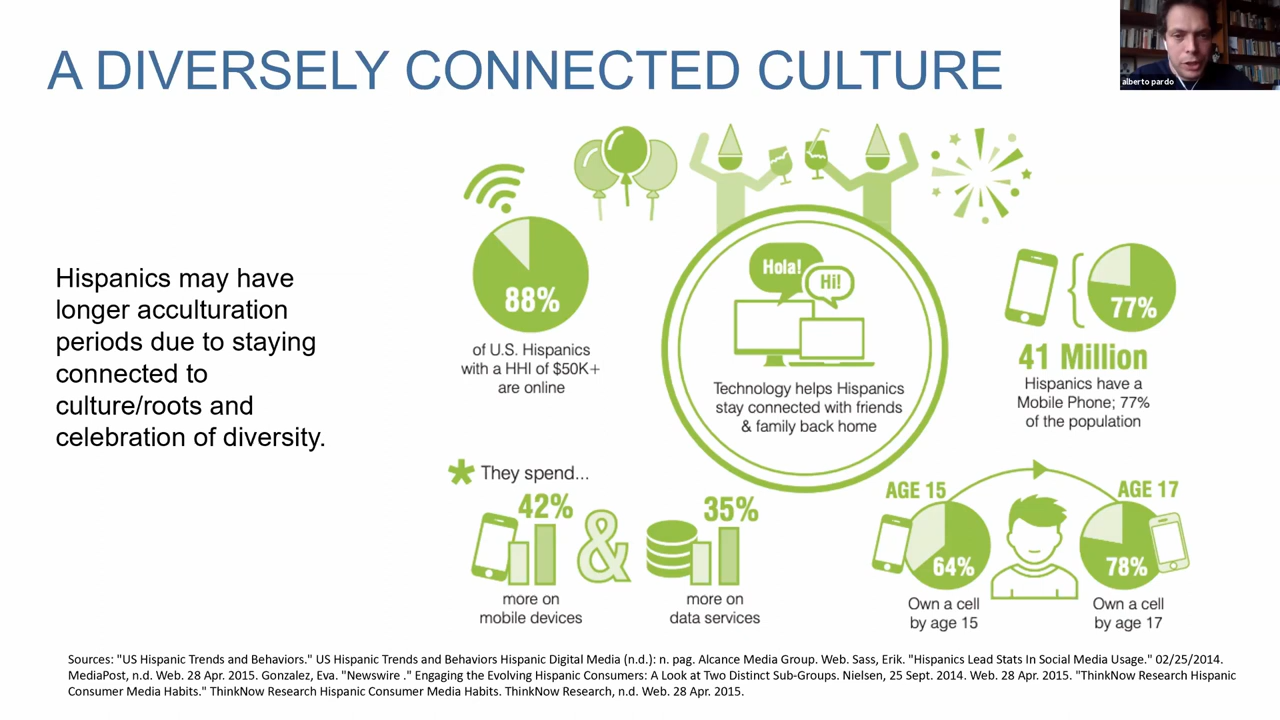 A DIVERSELY CONNECTED CULTURE
alberto pardo
Hispanics may have
longer acculturation
periods due to staying
connected to
culture/roots and
celebration of diversity.
88%
of U.S. Hispanics
with a HHI of $50K+
are online
Hola!
Hi!
Technology helps Hispanics
stay connected with friends
& family back home
77%
41 Million
Hispanics have a
Mobile Phone; 77%
of the population
* They spend...
42%
&
35%
more on
mobile devices
more on
data services
AGE 15
AGE 17
64%
78%
Own a cell
by age 15
Own a cell
by age 17
Sources: "US Hispanic Trends and Behaviors." US Hispanic Trends and Behaviors Hispanic Digital Media (n.d.): n. pag. Alcance Media Group. Web. Sass, Erik. "Hispanics Lead Stats In Social Media Usage." 02/25/2014.
MediaPost, n.d. Web. 28 Apr. 2015. Gonzalez, Eva. "Newswire ." Engaging the Evolving Hispanic Consumers: A Look at Two Distinct Sub-Groups. Nielsen, 25 Sept. 2014. Web. 28 Apr. 2015. "ThinkNow Research Hispanic
Consumer Media Habits." ThinkNow Research Hispanic Consumer Media Habits. ThinkNow Research, n.d. Web. 28 Apr. 2015.